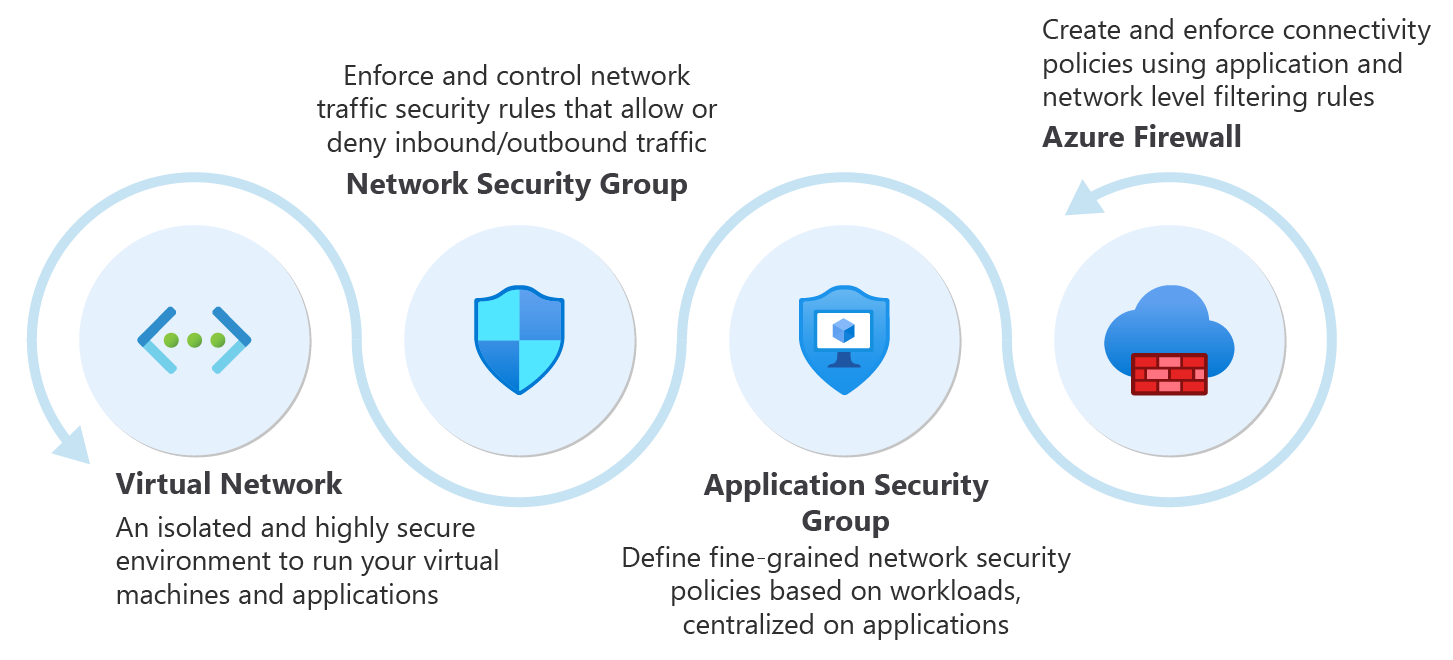 Enforce and control network
traffic security rules that allow or
deny inbound/outbound traffic
Network Security Group
Create and enforce connectivity
policies using application and
network level filtering rules
Azure Firewall
Virtual Network
An isolated and highly secure
environment to run your virtual
machines and applications
Application Security
Group
Define fine-grained network security
policies based on workloads,
centralized on applications